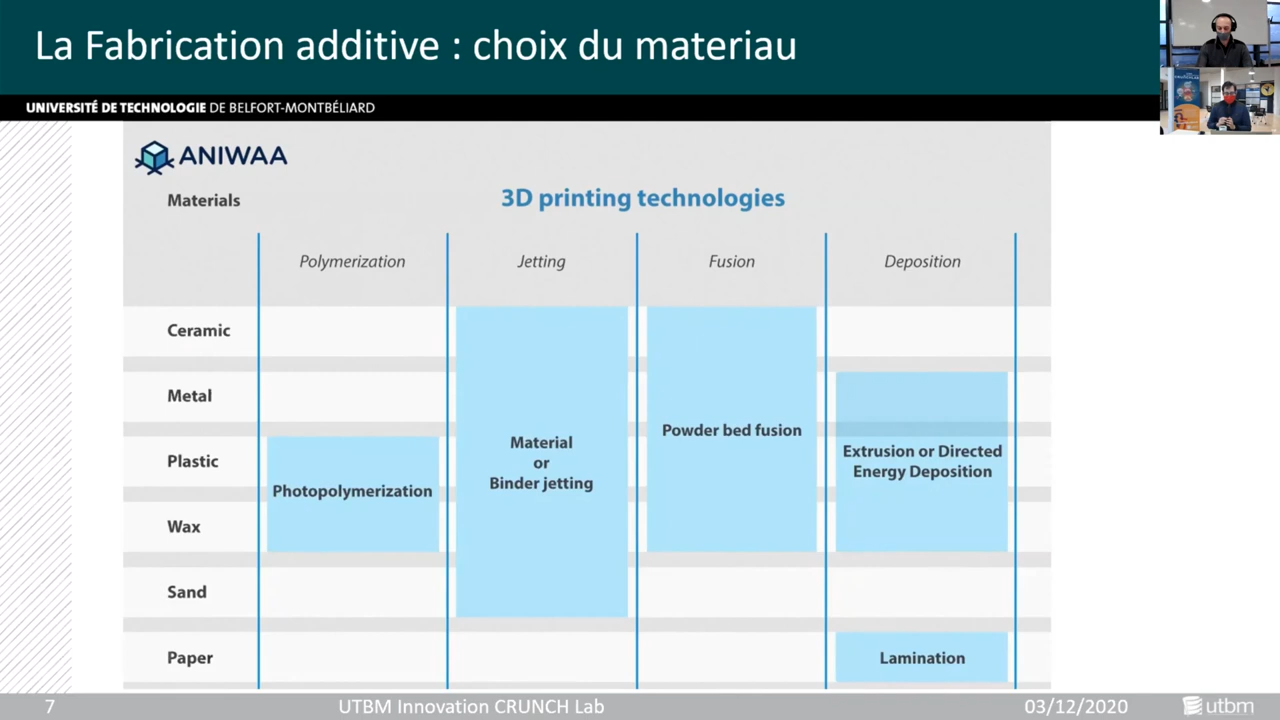 La Fabrication additive : choix du materiau
UNIVERSITÉ DE TECHNOLOGIE DE BELFORT-MONTBÉLIARD
ANIWAA
Materials
3D printing technologies
Polymerization
Jetting
Fusion
Deposition
Ceramic
Metal
Plastic
Wax
Sand
Paper
Photopolymerization
Material
or
Binder jetting
Powder bed fusion
Extrusion or Directed
Energy Deposition
Lamination
7
UTBM Innovation CRUNCH Lab
03/12/2020
utbm